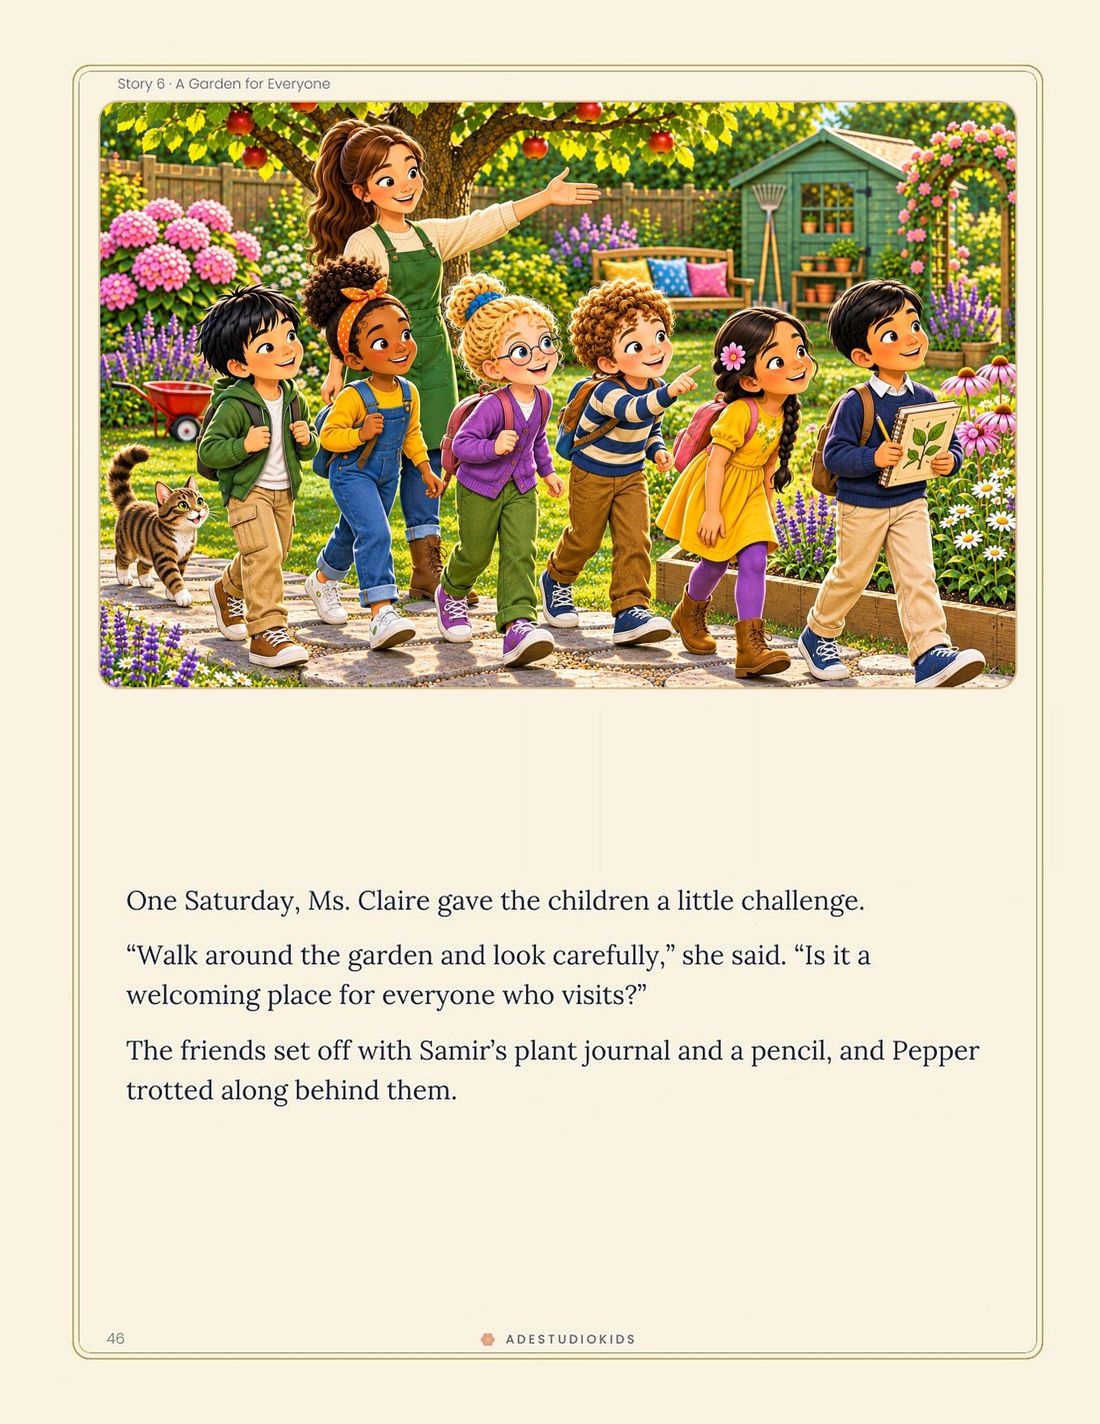 Story 6 · A Garden for Everyone
One Saturday, Ms. Claire gave the children a little challenge.
“Walk around the garden and look carefully,” she said. “Is it a
welcoming place for everyone who visits?”
The friends set off with Samir’s plant journal and a pencil, and Pepper
trotted along behind them.
46
ADESTUDIOKIDS